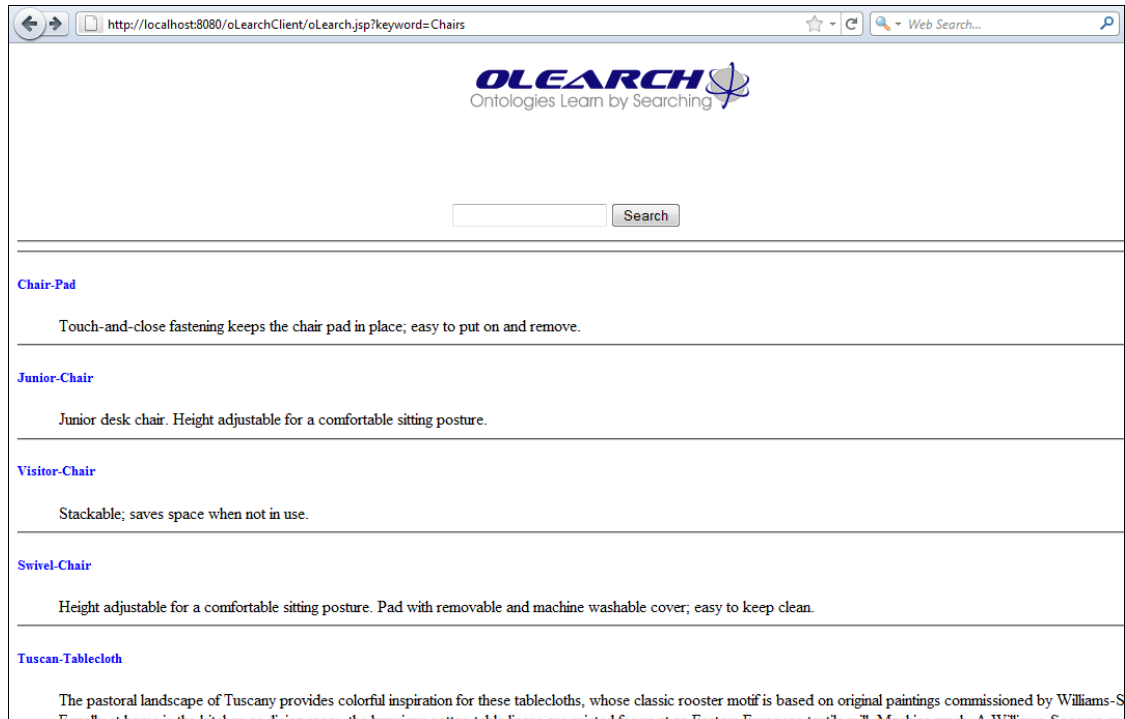 http://localhost:8080/oLearchClient/oLearch.jsp?keyword=Chairs
Web Search...
OLEARCH
Ontologies Learn by Searching
Search
Chair-Pad
Touch-and-close fastening keeps the chair pad in place; easy to put on and remove.
Junior-Chair
Junior desk chair. Height adjustable for a comfortable sitting posture.
Visitor-Chair
Stackable; saves space when not in use.
Swivel-Chair
Height adjustable for a comfortable sitting posture. Pad with removable and machine washable cover; easy to keep clean.
Tuscan-Tablecloth
The pastoral landscape of Tuscany provides colorful inspiration for these tablecloths, whose classic rooster motif is based on original paintings commissioned by Williams-S